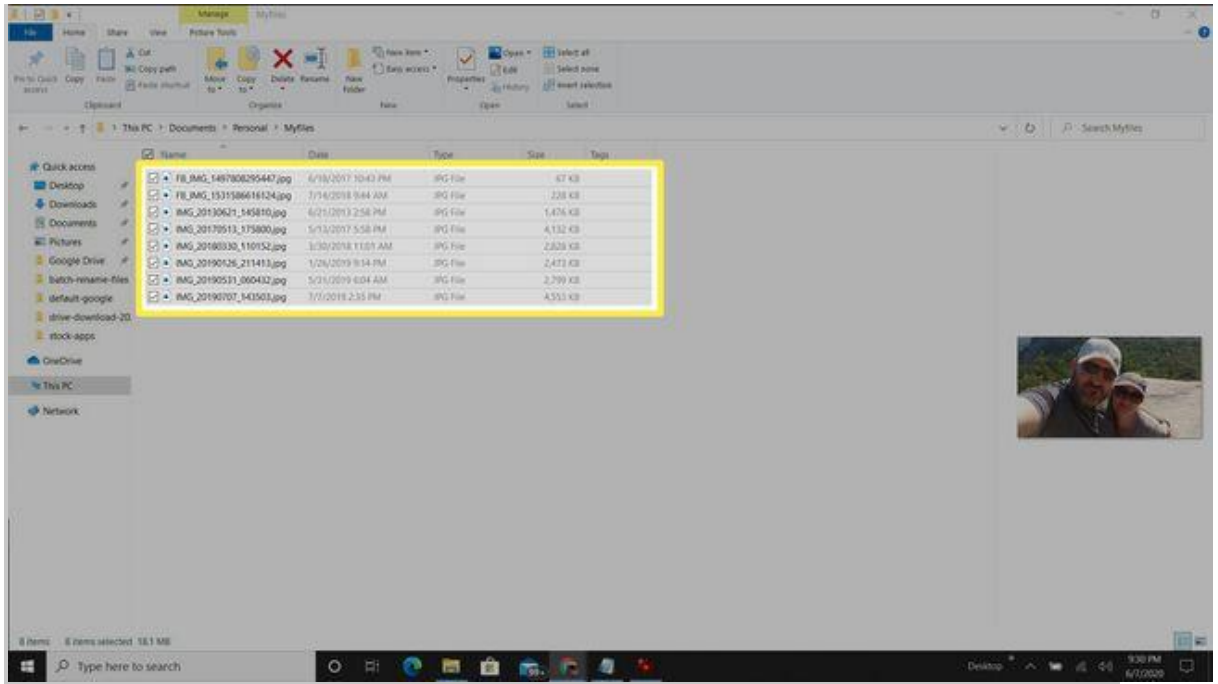 Manage Myfiles
File Home Share View Picture Tools
Pin to Quick access
Copy
Paste
Cut
Copy path
Paste shortcut
Move to
Copy to
Delete
Rename
New folder
New item
Easy access
Properties
Open
Edit
History
Select all
Select none
Invert selection
Clipboard Organize New Open Select
This PC Documents Personal Myfiles
Search Myfiles
Name Date Type Size Tags
FB_IMG_1497808295447.jpg 6/18/2017 10:43 PM JPG File 67 KB
FB_IMG_1531586616124.jpg 7/14/2018 9:44 AM JPG File 228 KB
IMG_20130621_145810.jpg 6/21/2013 2:58 PM JPG File 1,476 KB
IMG_20170513_175800.jpg 5/13/2017 5:58 PM JPG File 4,132 KB
IMG_20180330_110152.jpg 3/30/2018 11:01 AM JPG File 2,828 KB
IMG_20190126_211413.jpg 1/26/2019 9:14 PM JPG File 2,473 KB
IMG_20190531_060432.jpg 5/31/2019 6:04 AM JPG File 2,799 KB
IMG_20190707_143503.jpg 7/7/2019 2:35 PM JPG File 4,553 KB
Quick access
Desktop
Downloads
Documents
Pictures
Google Drive
batch-rename-files
default-google
drive-download-20
stock-apps
OneDrive
This PC
Network
8 items 8 items selected 18.1 MB
Type here to search
99+
Desktop
9:30 PM
6/7/2020